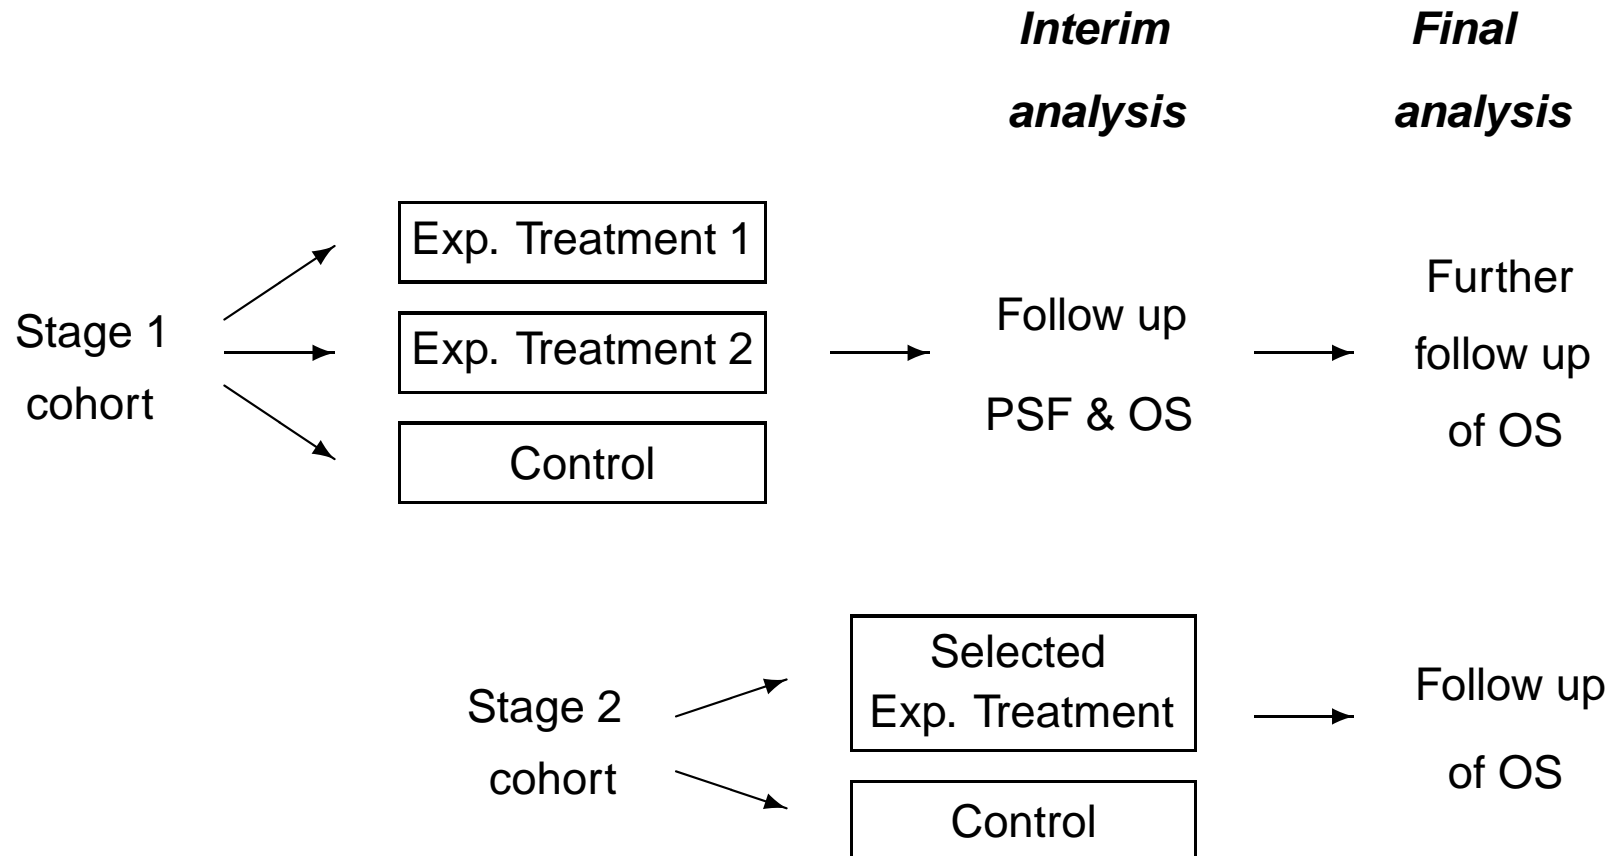 Interim
analysis
Final
analysis
Stage 1
cohort
Exp. Treatment 1
Exp. Treatment 2
Control
Follow up
PSF & OS
Further
follow up
of OS
Stage 2
cohort
Selected
Exp. Treatment
Control
Follow up
of OS